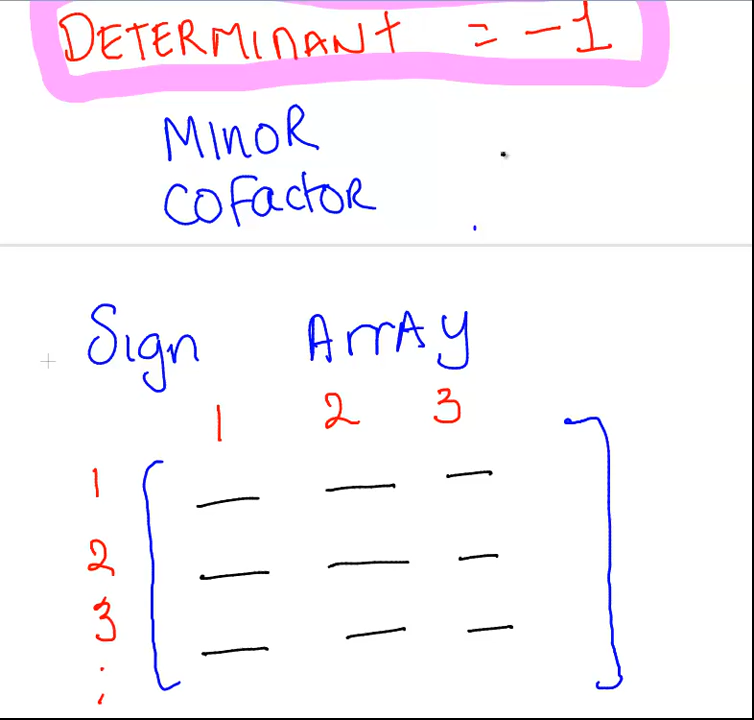 DETERMINANT = -1
MINOR
COFACTOR
Sign ARRAY
1 2 3
1
2
3